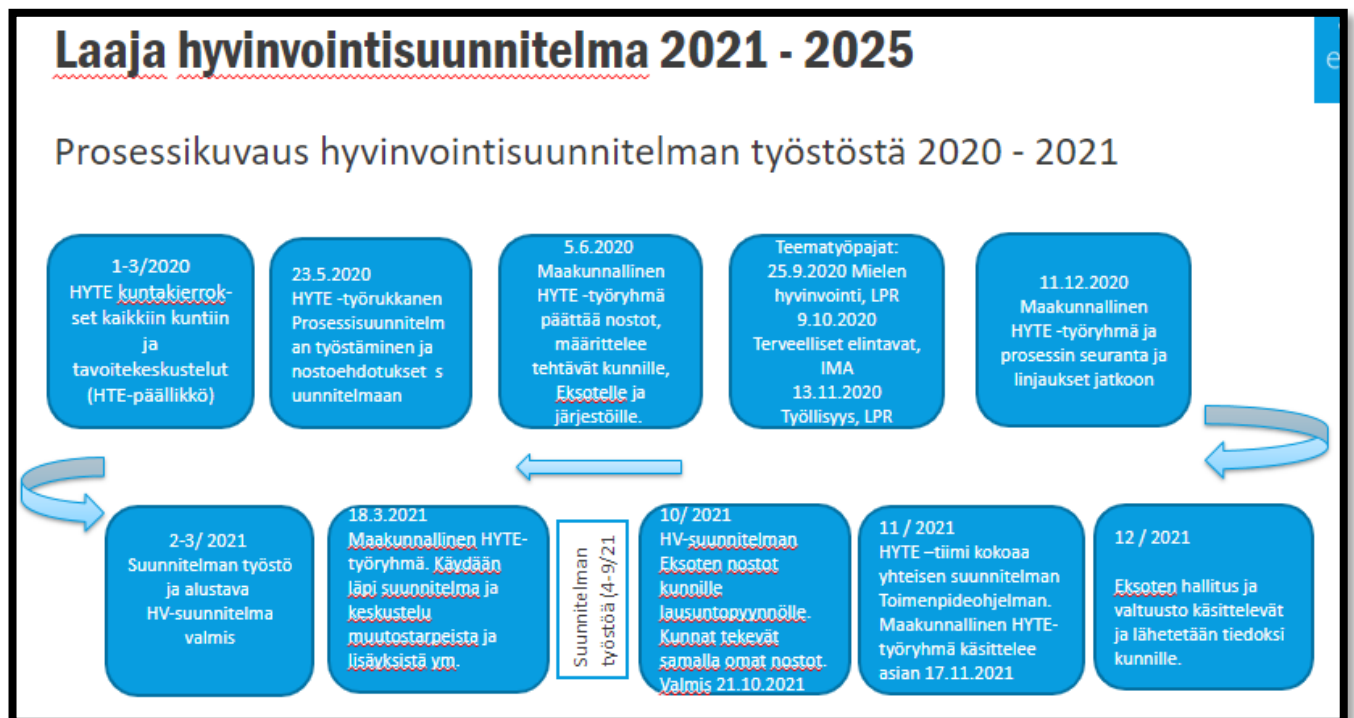 Laaja hyvinvointisuunnitelma 2021 - 2025
e
Prosessikuvaus hyvinvointisuunnitelman työstöstä 2020 - 2021
1-3/2020
HYTE kuntakierrok-
set kaikkiin kuntiin
ja
tavoitekeskustelut
(HTE-päällikkö)
23.5.2020
HYTE -työrukkanen
Prosessisuunnitelm
an työstäminen ja
nostoehdotukset s
uunnitelmaan
5.6.2020
Maakunnallinen
HYTE -työryhmä
päättää nostot,
määrittelee
tehtävät kunnille,
Eksotelle ja
järjestöille.
Teematyöpajat:
25.9.2020 Mielen
hyvinvointi, LPR
9.10.2020
Terveelliset elintavat,
IMA
13.11.2020
Työllisyys, LPR
11.12.2020
Maakunnallinen
HYTE -työryhmä ja
prosessin seuranta ja
linjaukset jatkoon
2-3/ 2021
Suunnitelman työstö
ja alustava
HV-suunnitelma
valmis
18.3.2021
Maakunnallinen HYTE-
työryhmä. Käydään
läpi suunnitelma ja
keskustelu
muutostarpeista ja
lisäyksistä ym.
Suunnitelman
työstöä (4-9/21
10/ 2021
HV-suunnitelman
Eksoten nostot
kunnille
lausuntopyynnölle.
Kunnat tekevät
samalla omat nostot.
Valmis 21.10.2021
11 / 2021
HYTE –tiimi kokoaa
yhteisen suunnitelman
Toimenpideohjelman.
Maakunnallinen HYTE-
työryhmä käsittelee
asian 17.11.2021
12 / 2021
Eksoten hallitus ja
valtuusto käsittelevät
ja lähetetään tiedoksi
kunnille.